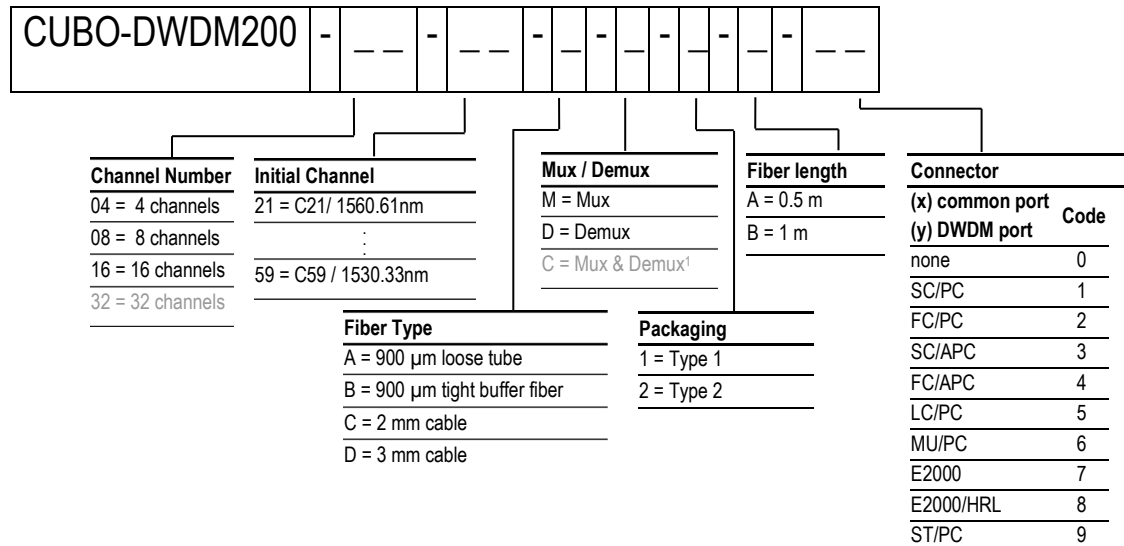 CUBO-DWDM200 - _ _ - _ _ - _ - _ - _ - _ - _ _
Channel Number
04 = 4 channels
08 = 8 channels
16 = 16 channels
32 = 32 channels
Initial Channel
21 = C21/ 1560.61nm
:
59 = C59 / 1530.33nm
Fiber Type
A = 900 µm loose tube
B = 900 µm tight buffer fiber
C = 2 mm cable
D = 3 mm cable
Mux / Demux
M = Mux
D = Demux
C = Mux & Demux¹
Packaging
1 = Type 1
2 = Type 2
Fiber length
A = 0.5 m
B = 1 m
Connector
(x) common port
(y) DWDM port
Code
none 0
SC/PC 1
FC/PC 2
SC/APC 3
FC/APC 4
LC/PC 5
MU/PC 6
E2000 7
E2000/HRL 8
ST/PC 9